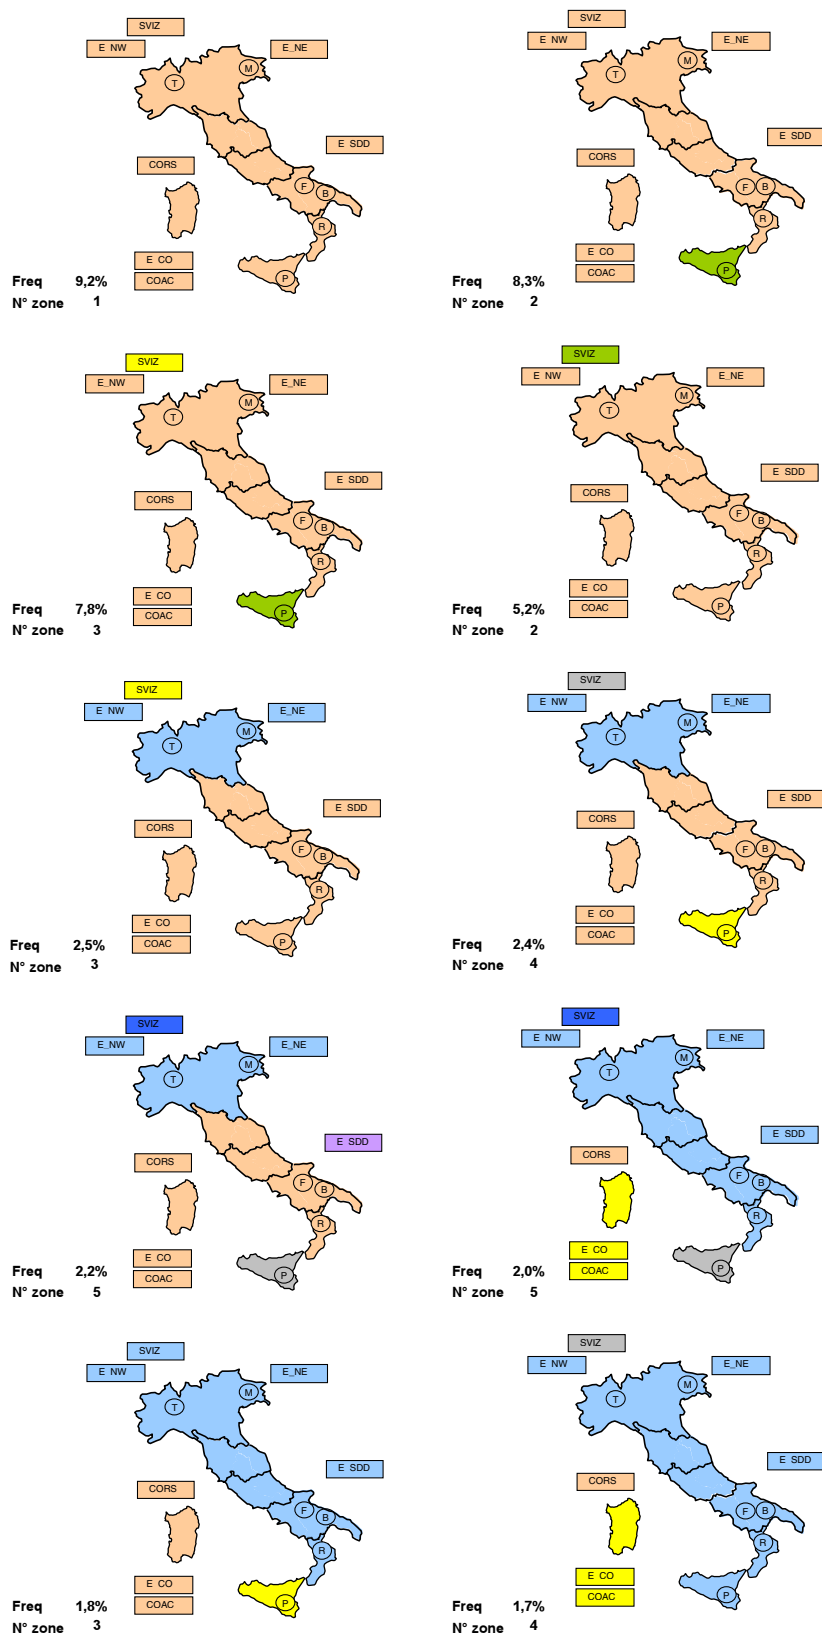 SVIZ
E NW
E_NE
T
M
E SDD
CORS
F
B
R
E CO
COAC
P
Freq 9,2%
N° zone 1
SVIZ
E NW
E_NE
T
M
E SDD
CORS
F
B
R
E CO
COAC
P
Freq 8,3%
N° zone 2
SVIZ
E_NW
E_NE
T
M
E SDD
CORS
F
B
R
E CO
COAC
P
Freq 7,8%
N° zone 3
SVIZ
E NW
E_NE
T
M
E SDD
CORS
F
B
R
E CO
COAC
P
Freq 5,2%
N° zone 2
SVIZ
E NW
E_NE
T
M
E SDD
CORS
F
B
R
E CO
COAC
P
Freq 2,5%
N° zone 3
SVIZ
E NW
E_NE
T
M
E SDD
CORS
F
B
R
E CO
COAC
P
Freq 2,4%
N° zone 4
SVIZ
E_NW
E_NE
T
M
E SDD
CORS
F
B
R
E CO
COAC
P
Freq 2,2%
N° zone 5
SVIZ
E NW
E_NE
T
M
E SDD
CORS
F
B
R
E CO
COAC
P
Freq 2,0%
N° zone 5
SVIZ
E NW
E_NE
T
M
E SDD
CORS
F
B
R
E CO
COAC
P
Freq 1,8%
N° zone 3
SVIZ
E NW
E_NE
T
M
E SDD
CORS
F
B
R
E CO
COAC
P
Freq 1,7%
N° zone 4